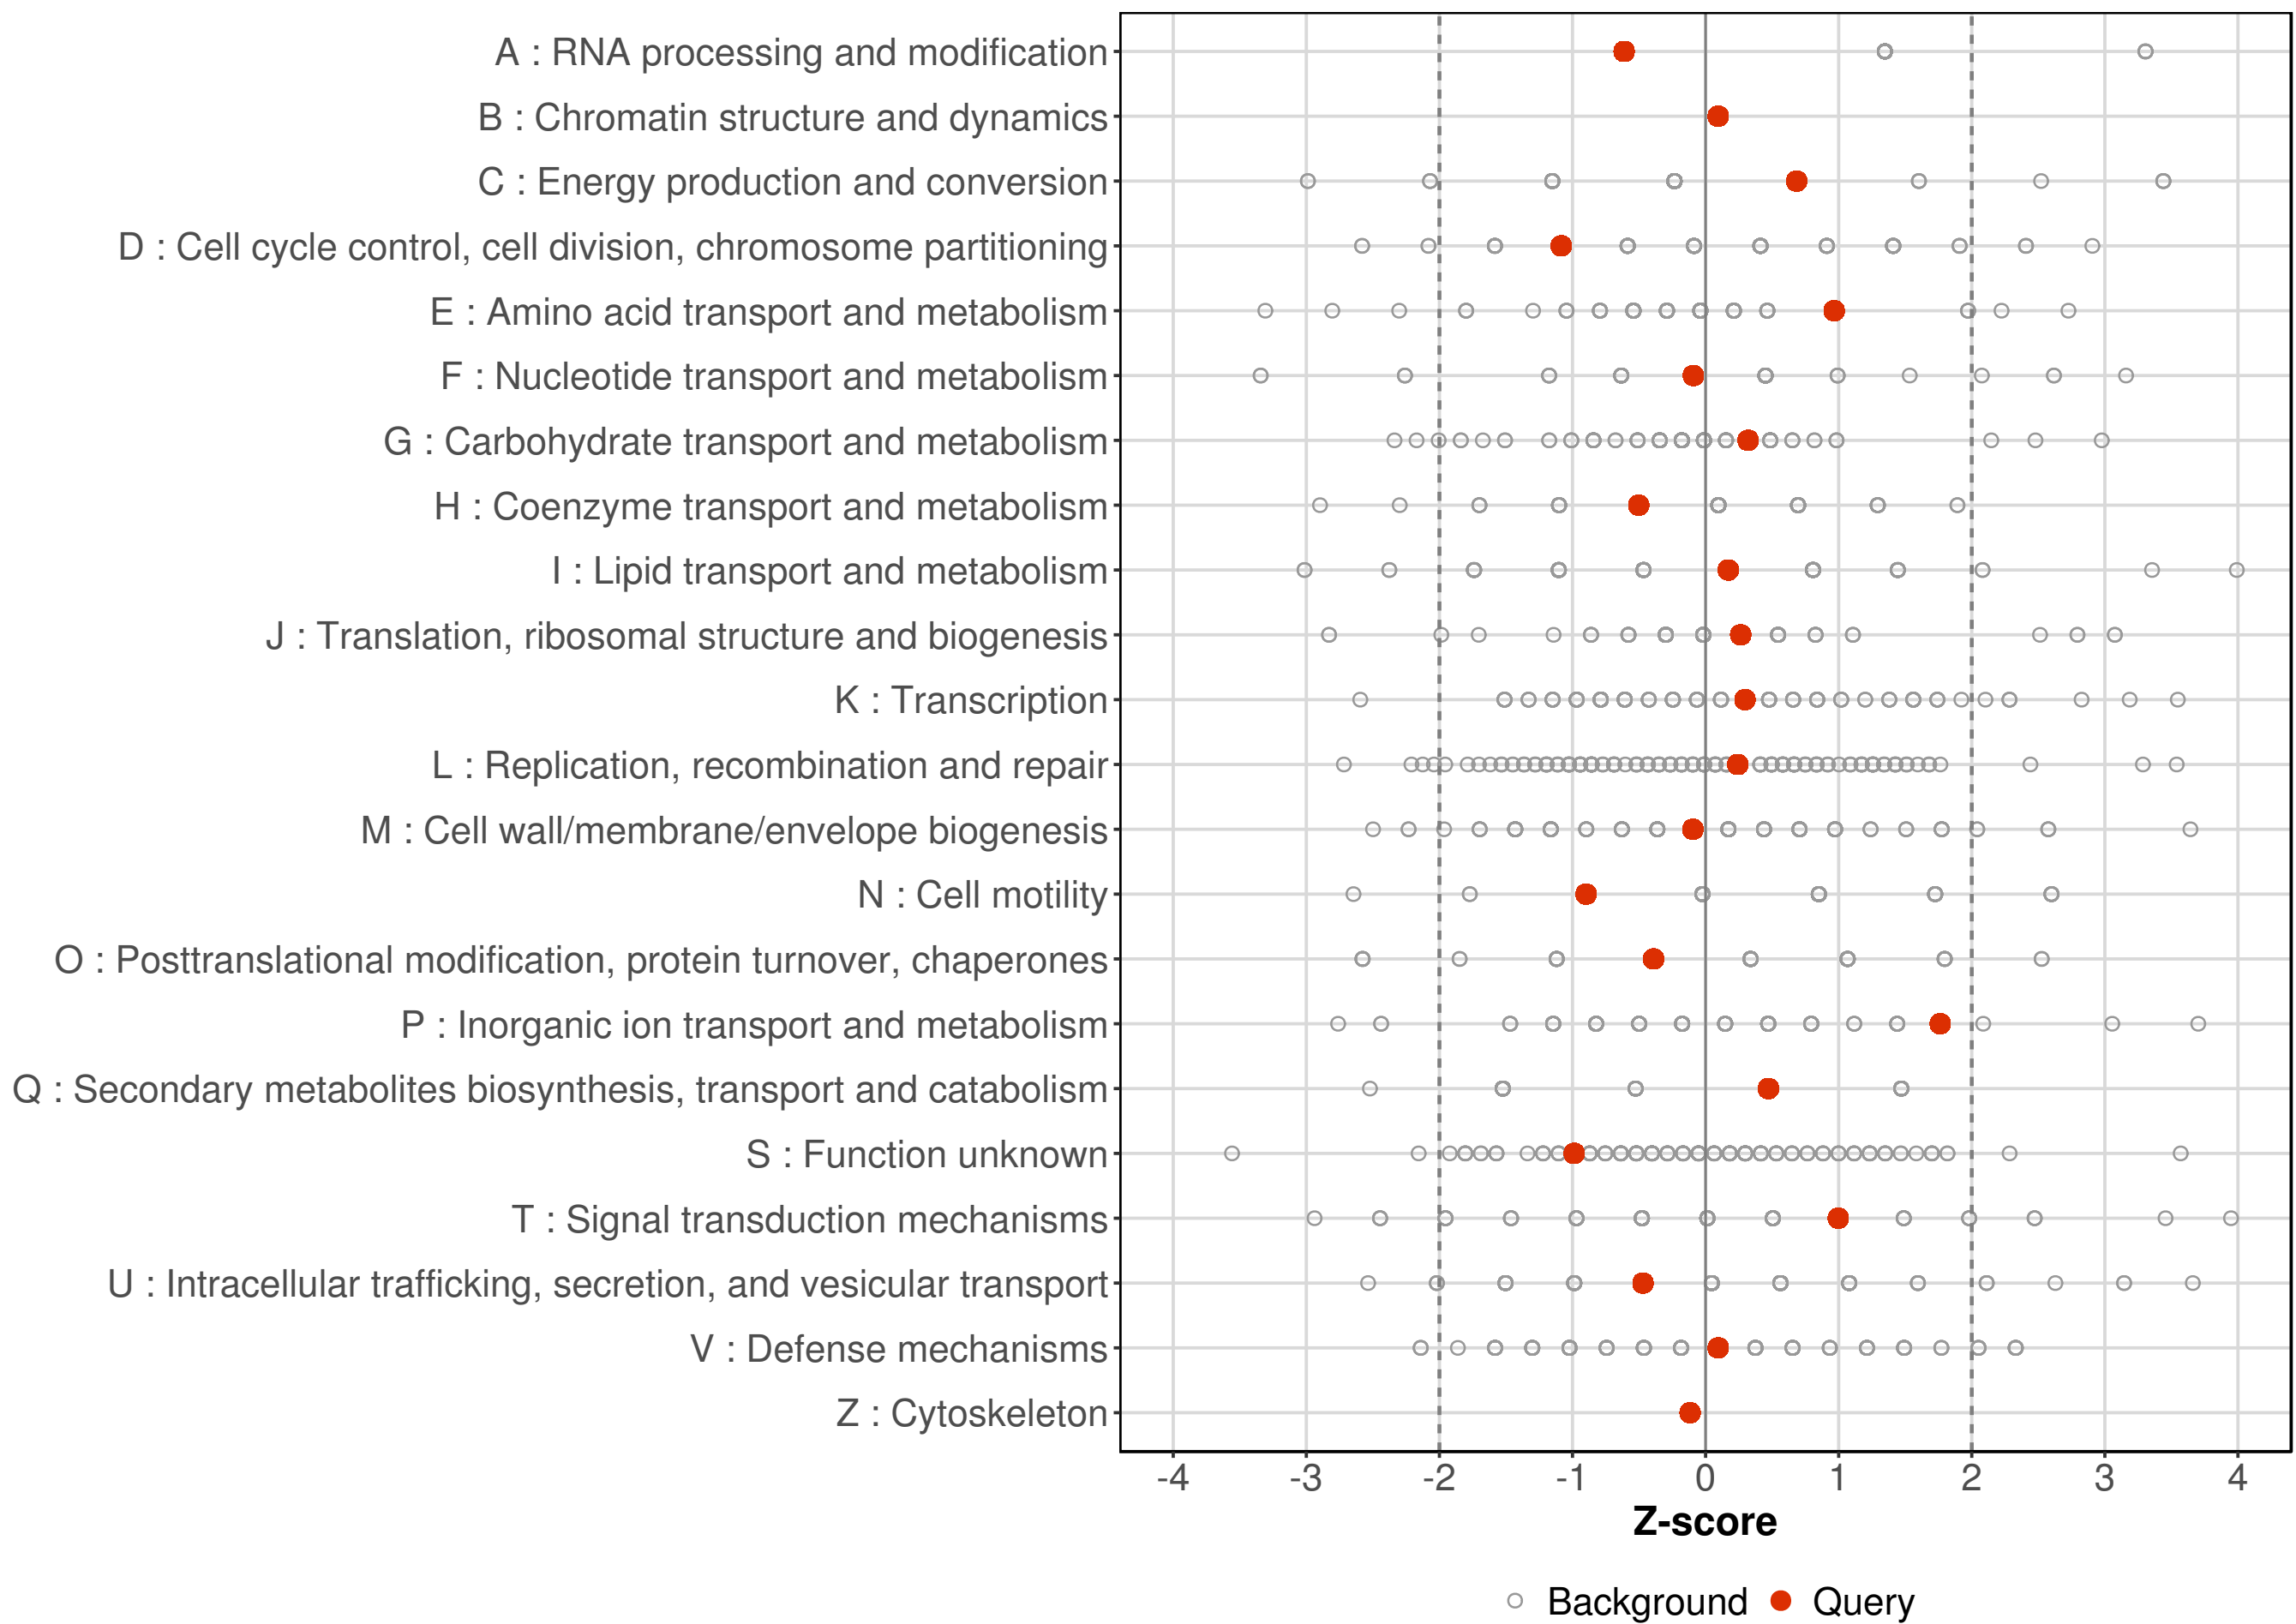 A : RNA processing and modification
B : Chromatin structure and dynamics
C : Energy production and conversion
D : Cell cycle control, cell division, chromosome partitioning
E : Amino acid transport and metabolism
F : Nucleotide transport and metabolism
G : Carbohydrate transport and metabolism
H : Coenzyme transport and metabolism
I : Lipid transport and metabolism
J : Translation, ribosomal structure and biogenesis
K : Transcription
L : Replication, recombination and repair
M : Cell wall/membrane/envelope biogenesis
N : Cell motility
O : Posttranslational modification, protein turnover, chaperones
P : Inorganic ion transport and metabolism
Q : Secondary metabolites biosynthesis, transport and catabolism
S : Function unknown
T : Signal transduction mechanisms
U : Intracellular trafficking, secretion, and vesicular transport
V : Defense mechanisms
Z : Cytoskeleton
-4 -3 -2 -1 0 1 2 3 4
Z-score
Background Query